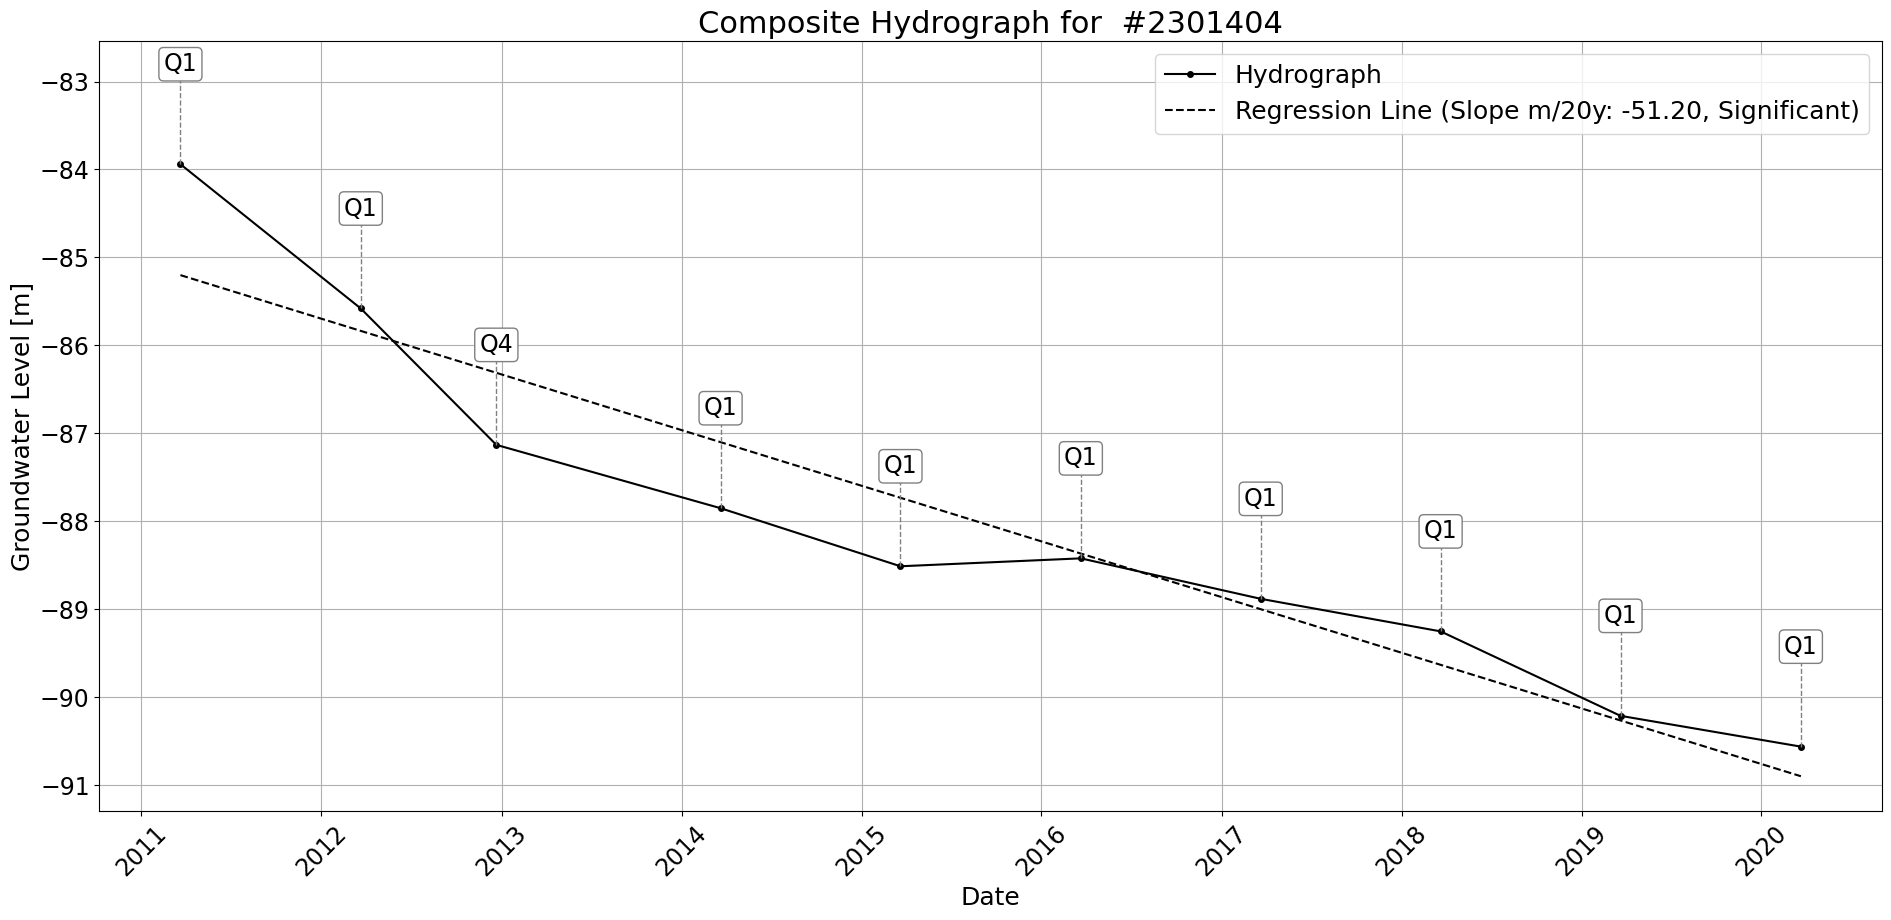 Composite Hydrograph for  #2301404
Hydrograph
Regression Line (Slope m/20y: -51.20, Significant)
Groundwater Level [m]
−83
−84
−85
−86
−87
−88
−89
−90
−91
Q1
Q1
Q4
Q1
Q1
Q1
Q1
Q1
Q1
Q1
2011
2012
2013
2014
2015
2016
2017
2018
2019
2020
Date